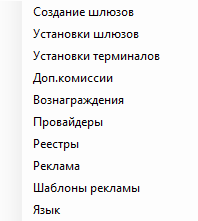 Создание шлюзов
Установки шлюзов
Установки терминалов
Доп.комиссии
Вознаграждения
Провайдеры
Реестры
Реклама
Шаблоны рекламы
Язык